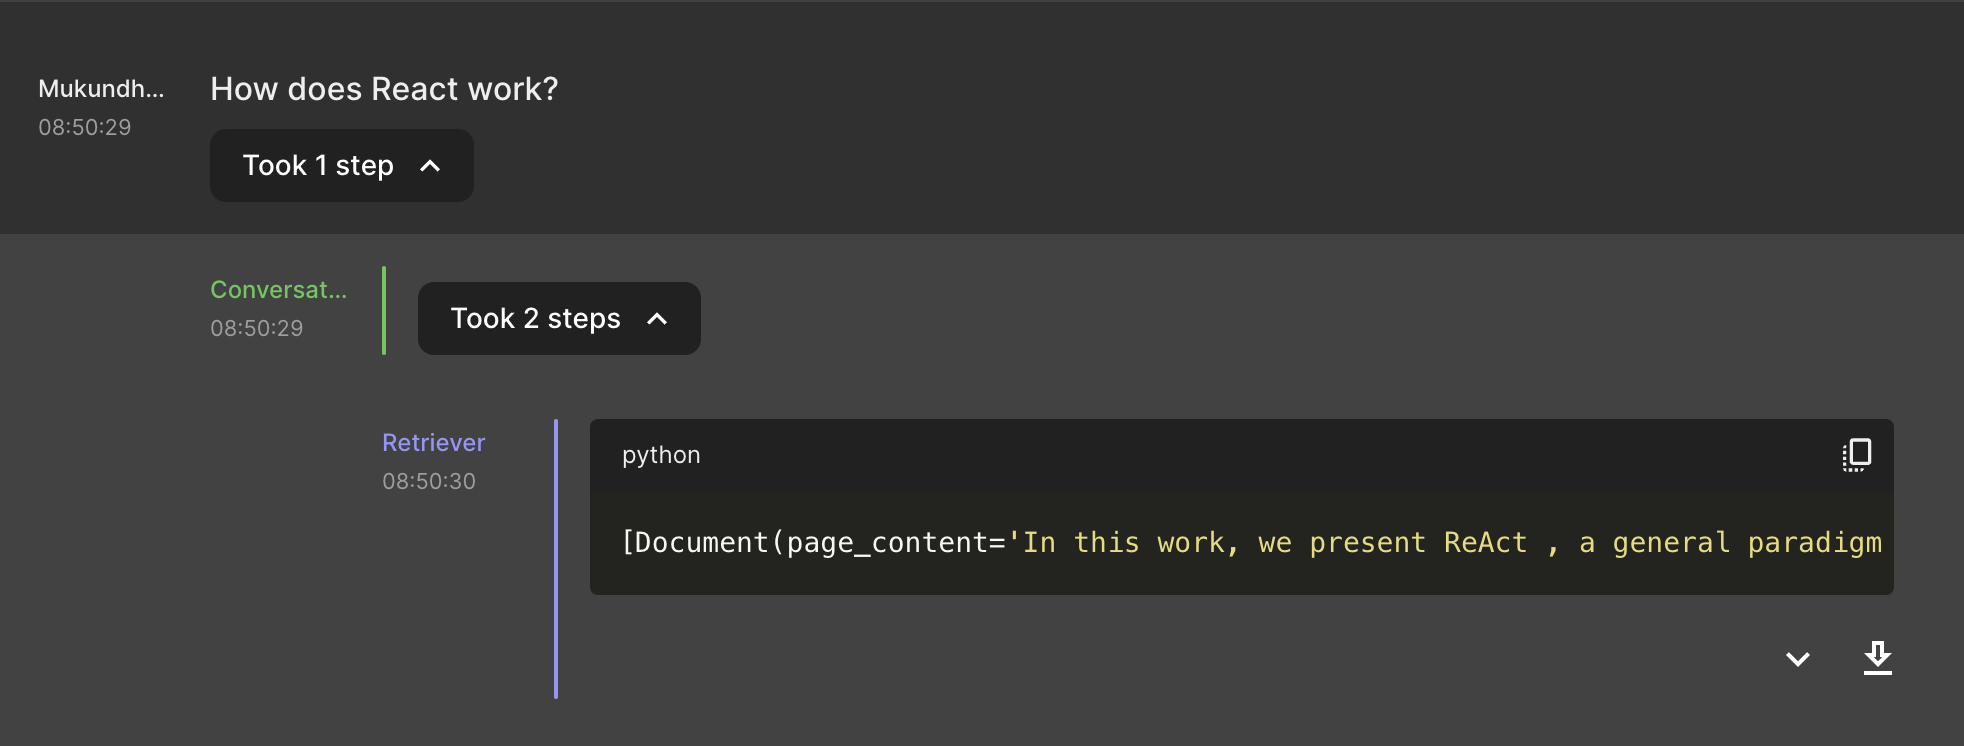 Mukundh...
08:50:29
How does React work?
Took 1 step
Conversat...
08:50:29
Took 2 steps
Retriever
08:50:30
python
[Document(page_content='In this work, we present ReAct , a general paradigm